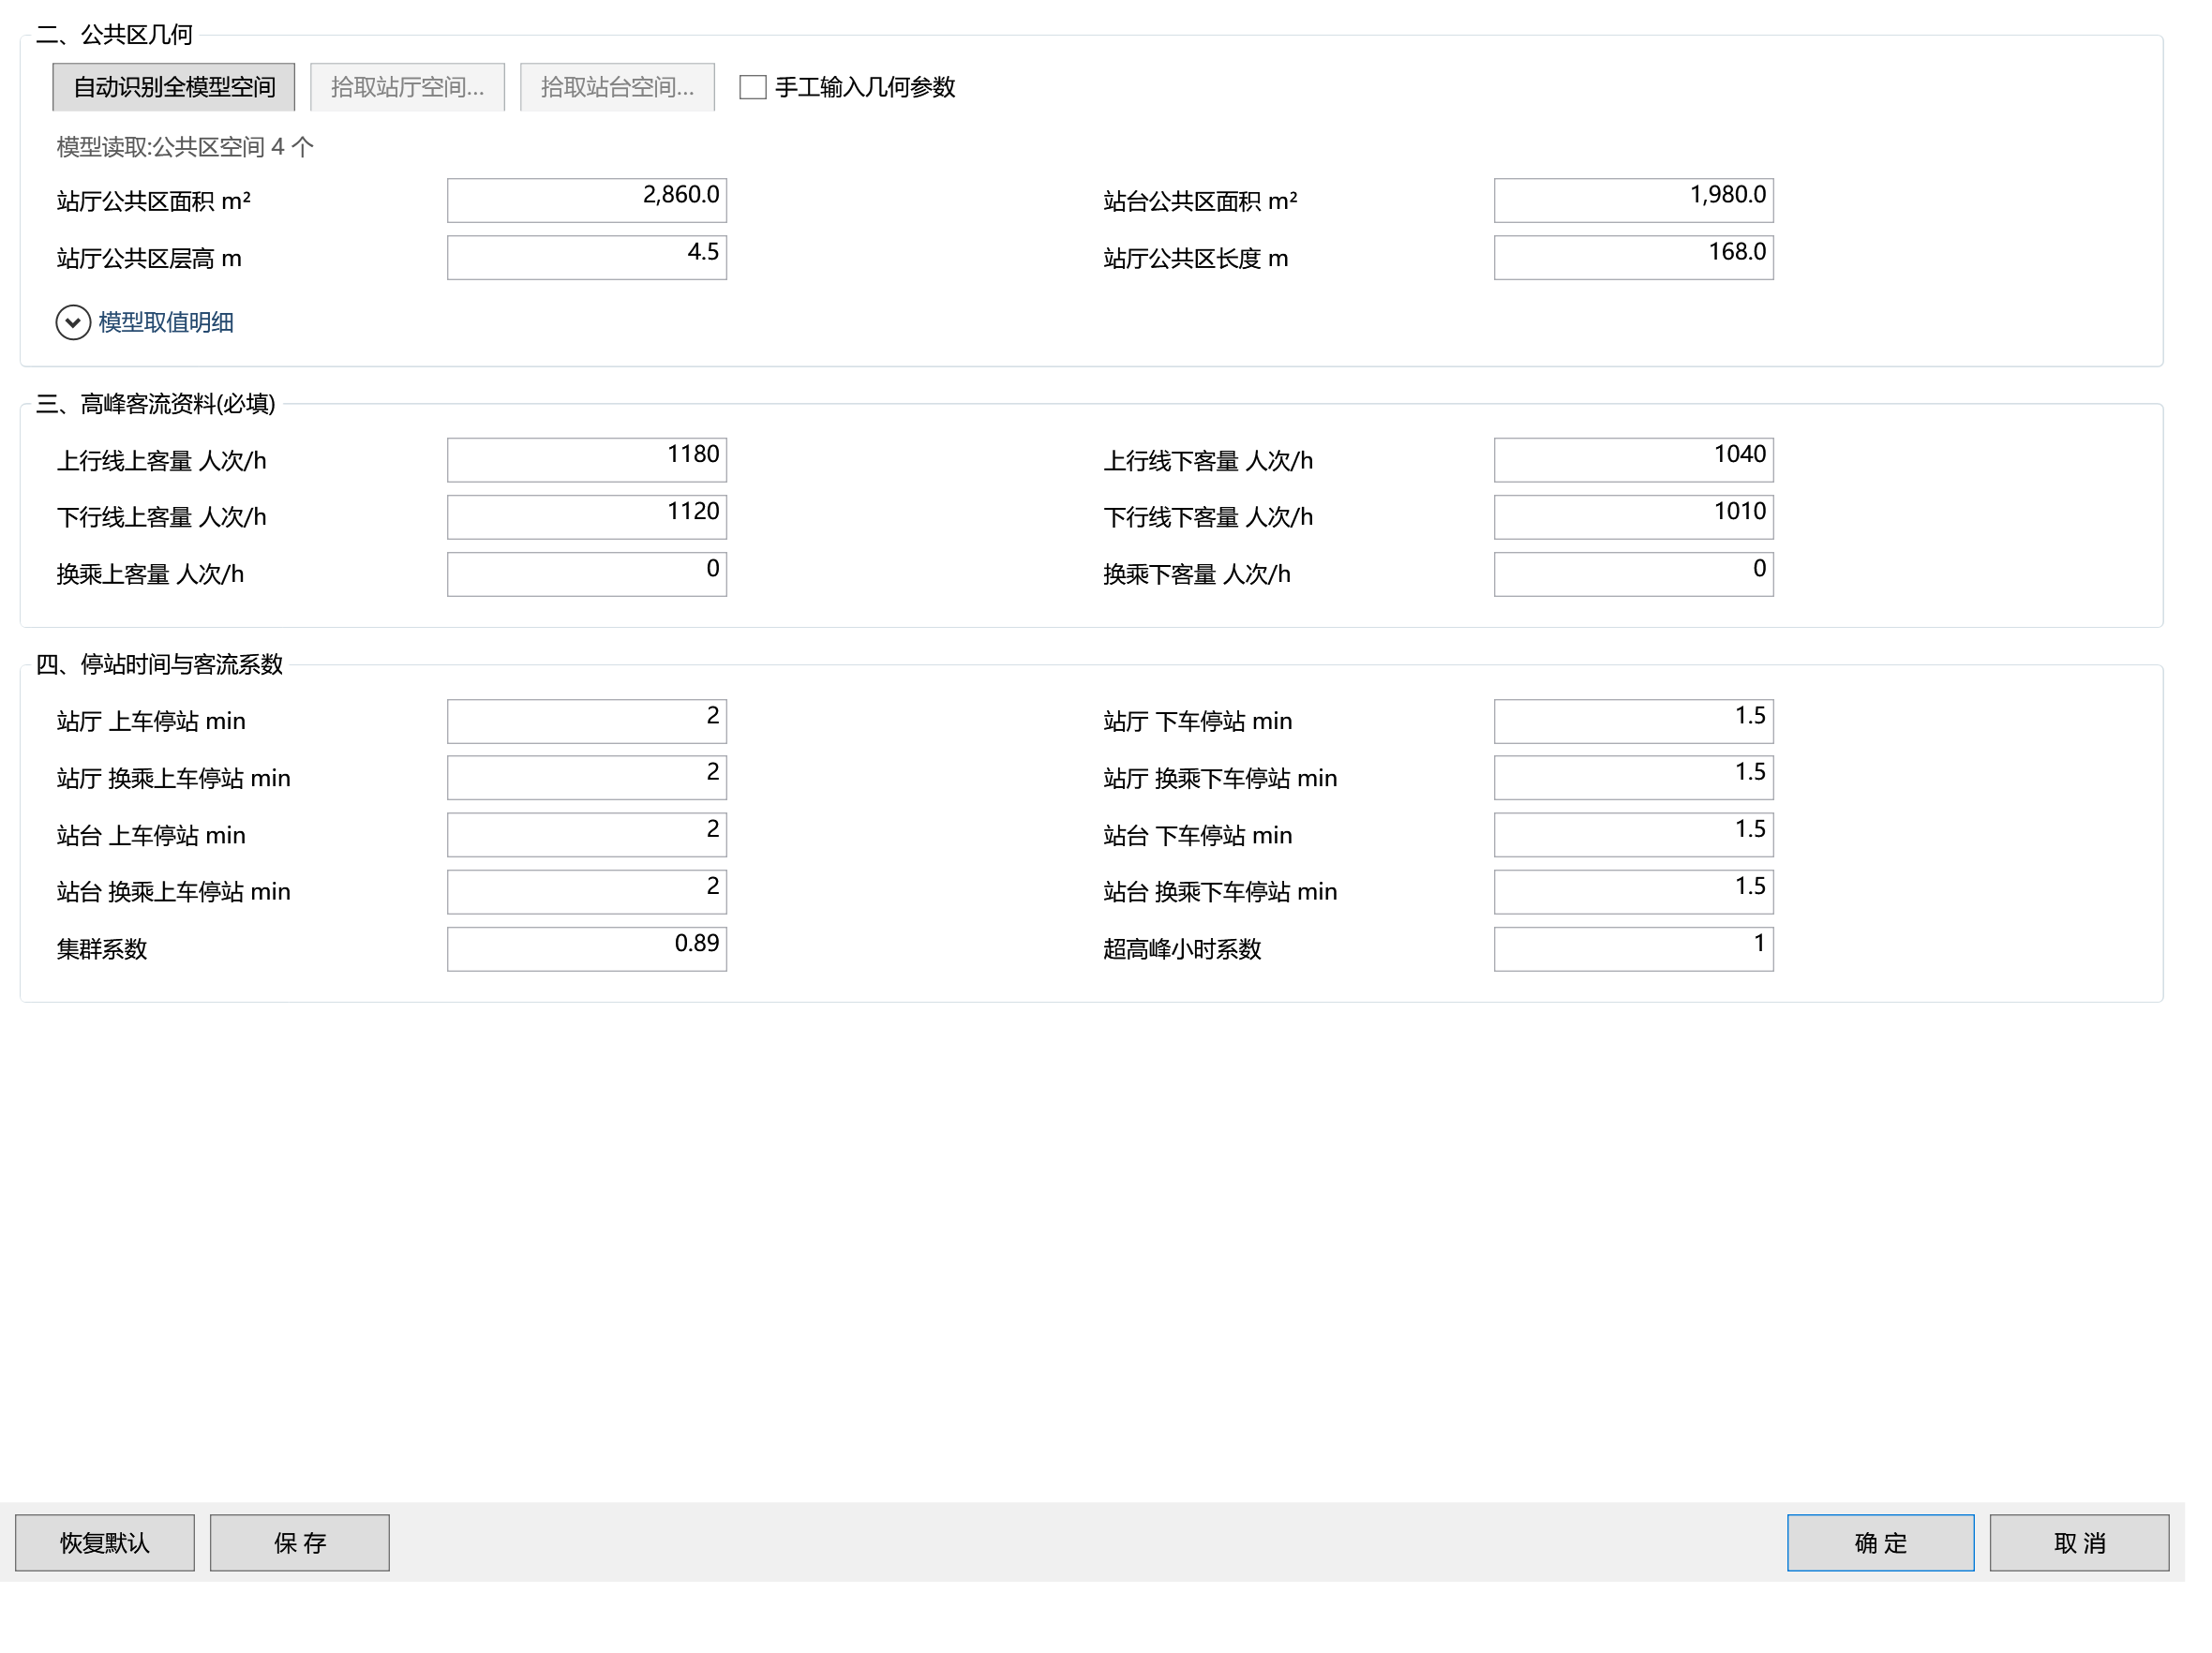 二、公共区几何
自动识别全模型空间 拾取站厅空间... 拾取站台空间... 手工输入几何参数
模型读取:公共区空间 4 个
站厅公共区面积 m² 2,860.0 站台公共区面积 m² 1,980.0
站厅公共区层高 m 4.5 站厅公共区长度 m 168.0
模型取值明细
三、高峰客流资料(必填)
上行线上客量 人次/h 1180 上行线下客量 人次/h 1040
下行线上客量 人次/h 1120 下行线下客量 人次/h 1010
换乘上客量 人次/h 0 换乘下客量 人次/h 0
四、停站时间与客流系数
站厅 上车停站 min 2 站厅 下车停站 min 1.5
站厅 换乘上车停站 min 2 站厅 换乘下车停站 min 1.5
站台 上车停站 min 2 站台 下车停站 min 1.5
站台 换乘上车停站 min 2 站台 换乘下车停站 min 1.5
集群系数 0.89 超高峰小时系数 1
恢复默认 保 存 确 定 取 消